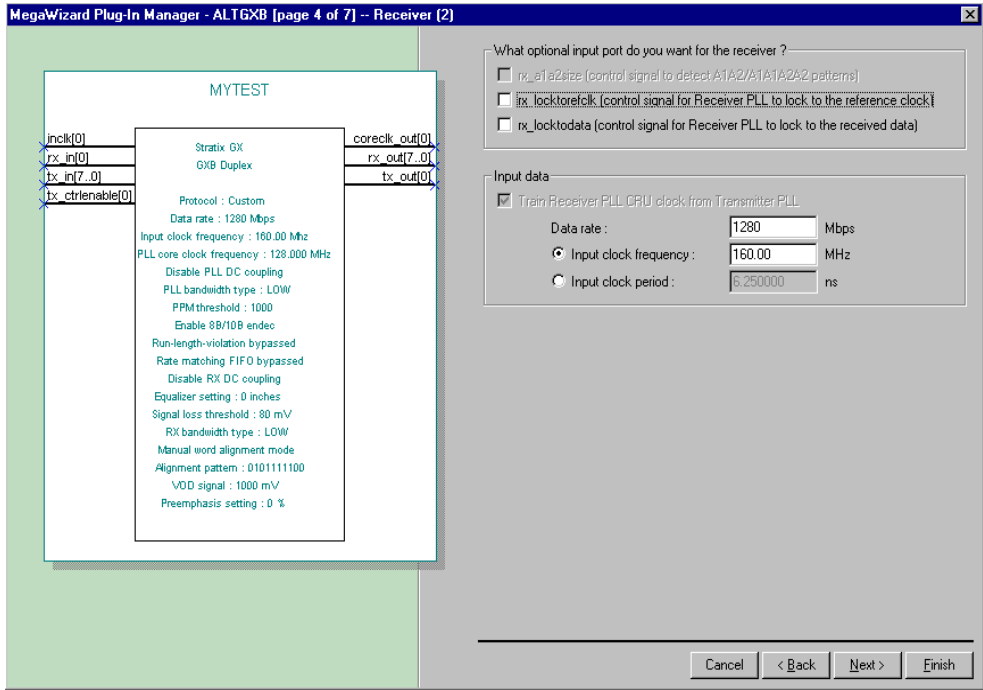 MegaWizard Plug-In Manager - ALTGXB [page 4 of 7] -- Receiver (2)
MYTEST
inclk[0]
rx_in[0]
tx_in[7..0]
tx_ctrlenable[0]
coreclk_out[0]
rx_out[7..0]
tx_out[0]
Stratix GX
GXB Duplex
Protocol : Custom
Data rate : 1280 Mbps
Input clock frequency : 160.00 Mhz
PLL core clock frequency : 128.000 MHz
Disable PLL DC coupling
PLL bandwidth type : LOW
PPM threshold : 1000
Enable 8B/10B endec
Run-length-violation bypassed
Rate matching FIFO bypassed
Disable RX DC coupling
Equalizer setting : 0 inches
Signal loss threshold : 80 mV
RX bandwidth type : LOW
Manual word alignment mode
Alignment pattern : 0101111100
VOD signal : 1000 mV
Preemphasis setting : 0 %
What optional input port do you want for the receiver ?
rx_a1a2size (control signal to detect A1A2/A1A1A2A2 patterns)
rx_locktorefclk (control signal for Receiver PLL to lock to the reference clock)
rx_locktodata (control signal for Receiver PLL to lock to the received data)
Input data
Train Receiver PLL CRU clock from Transmitter PLL
Data rate : 1280 Mbps
Input clock frequency : 160.00 MHz
Input clock period : 6.250000 ns
Cancel < Back Next > Finish